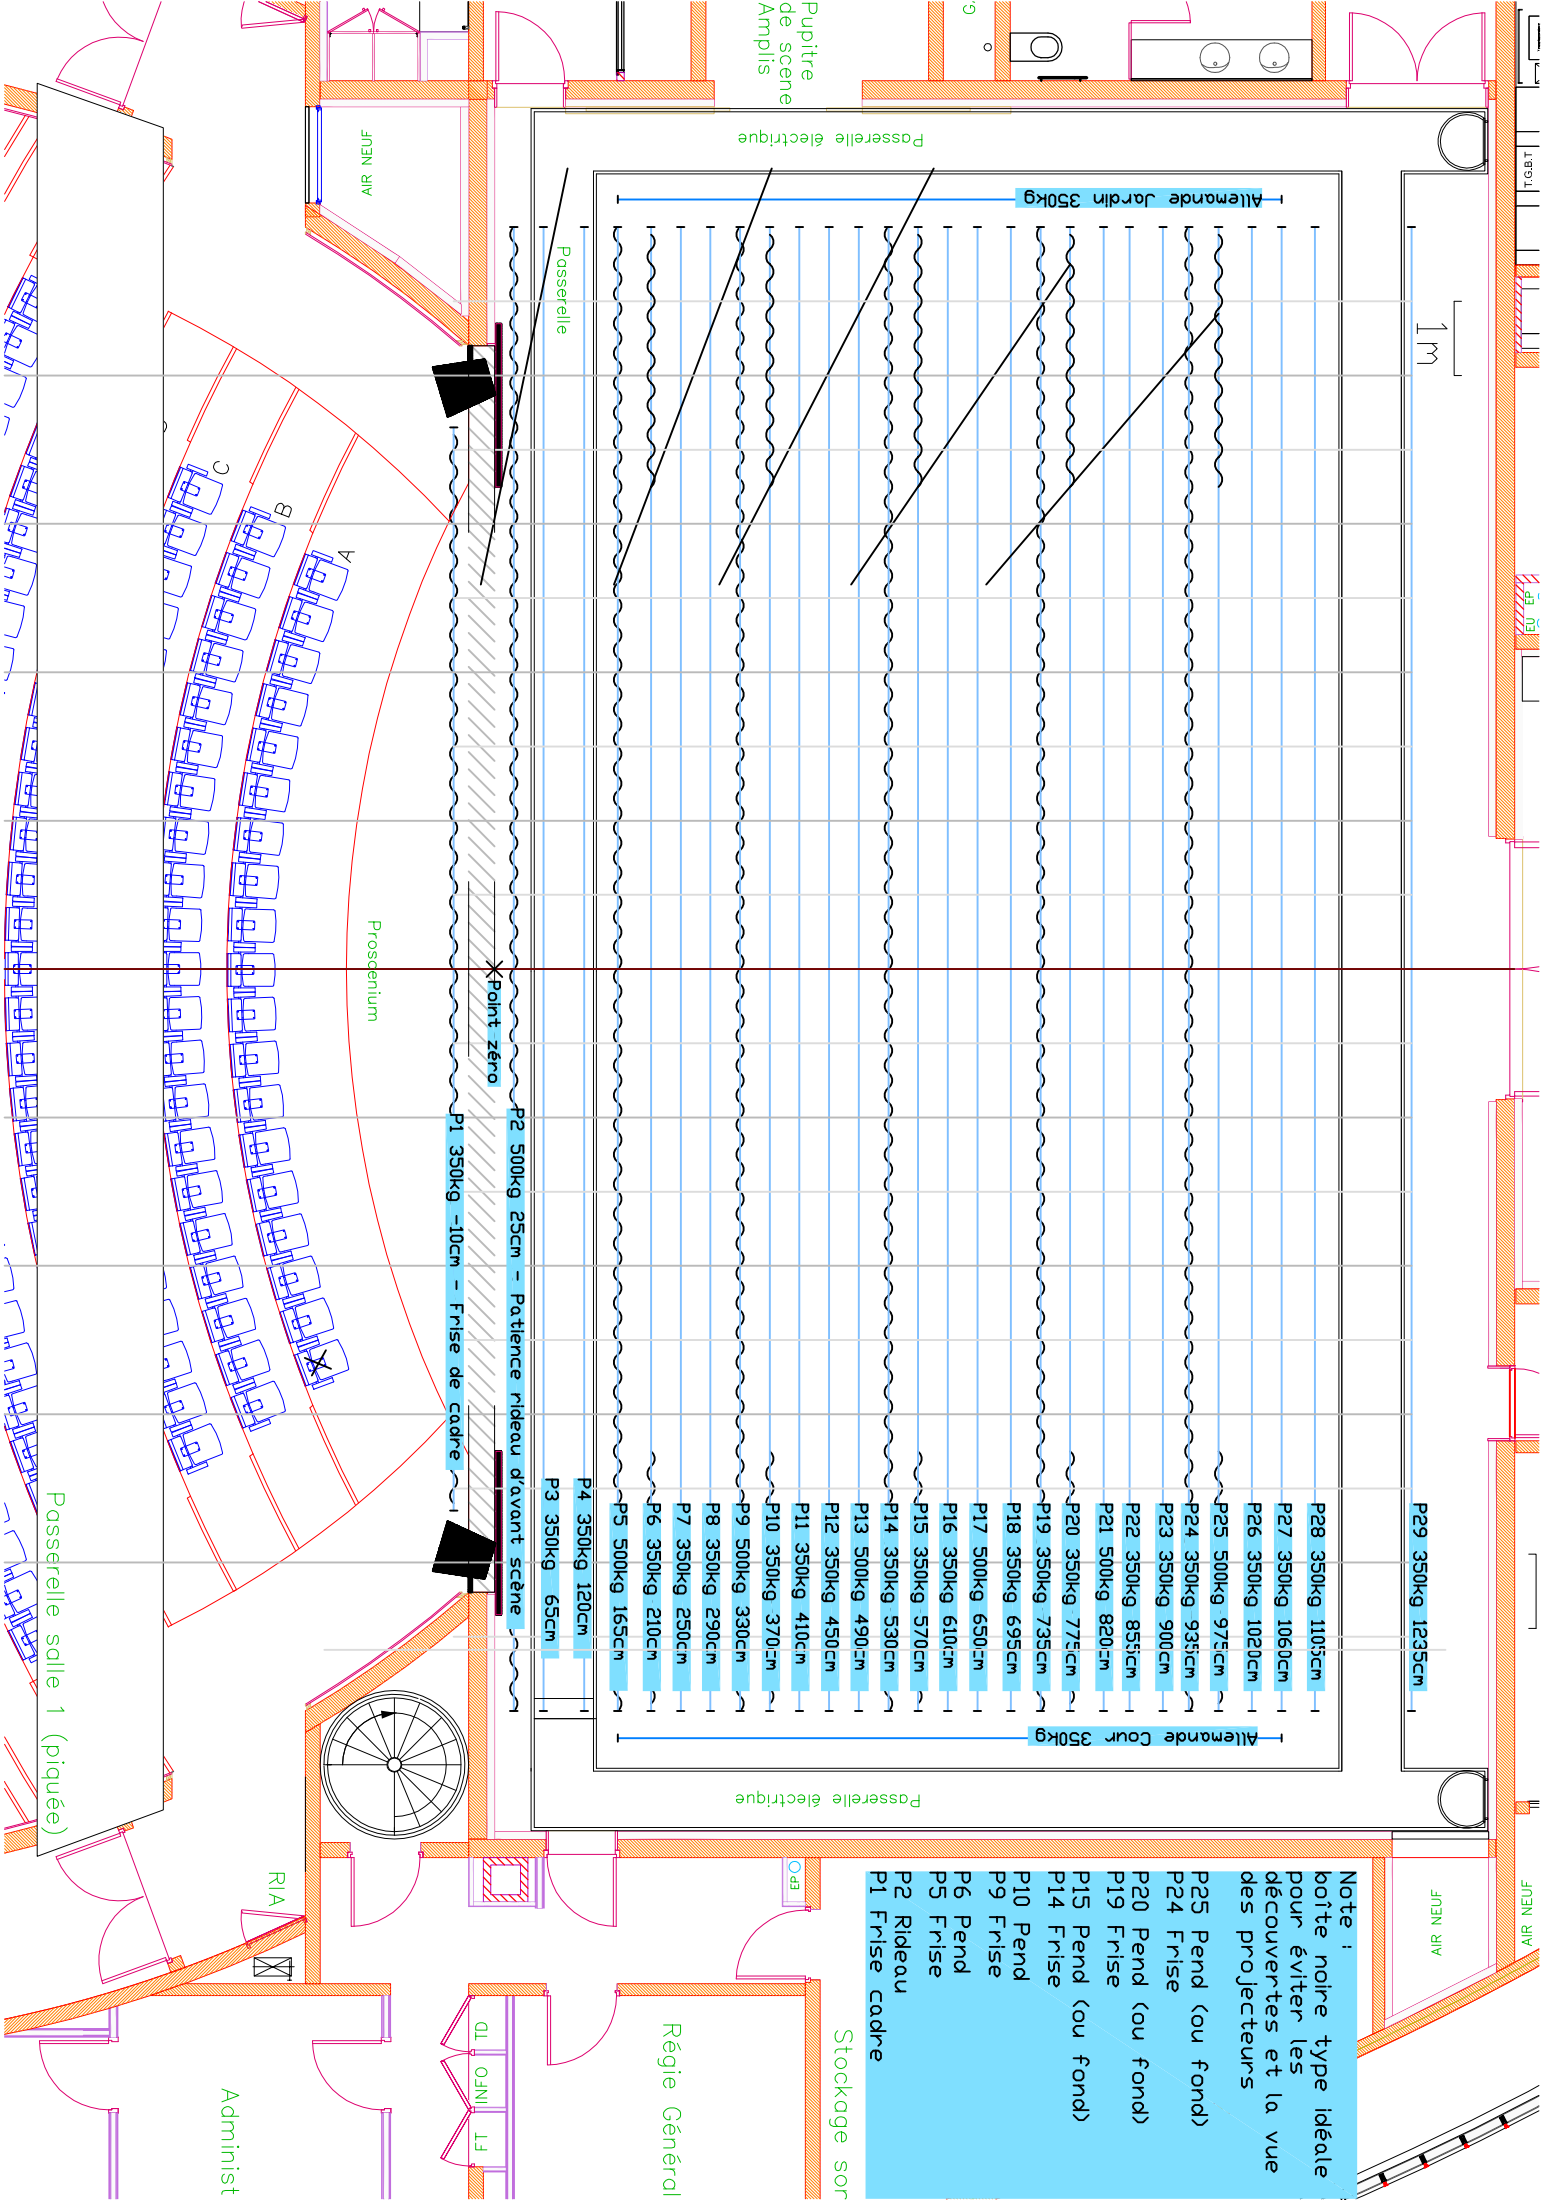 Pupitre
de scene
Amplis
G.
T.G.B.T
AIR NEUF
Passerelle électrique
Allemande Jardin 350kg
Passerelle
1m
EU EP
C
B
A
Proscenium
Point zéro
P1 350kg -10cm - Frise de cadre
P2 500kg 25cm - Patience rideau d'avant scène
P3 350kg 65cm
P4 350kg 120cm
P5 500kg 165cm
P6 350kg 210cm
P7 350kg 250cm
P8 350kg 290cm
P9 500kg 330cm
P10 350kg 370cm
P11 350kg 410cm
P12 350kg 450cm
P13 500kg 490cm
P14 350kg 530cm
P15 350kg 570cm
P16 350kg 610cm
P17 500kg 650cm
P18 350kg 695cm
P19 350kg 735cm
P20 350kg 775cm
P21 500kg 820cm
P22 350kg 855cm
P23 350kg 900cm
P24 350kg 935cm
P25 500kg 975cm
P26 350kg 1020cm
P27 350kg 1060cm
P28 350kg 1105cm
P29 350kg 1235cm
Allemande Cour 350kg
Passerelle électrique
Passerelle salle 1 (piquée)
RIA
EP
AIR NEUF
AIR NEUF
Note :
boîte noire type idéale
pour éviter les
découvertes et la vue
des projecteurs
P25 Pend (ou fond)
P24 Frise
P20 Pend (ou fond)
P19 Frise
P15 Pend (ou fond)
P14 Frise
P10 Pend
P9 Frise
P6 Pend
P5 Frise
P2 Rideau
P1 Frise cadre
Stockage son
Régie Général
TD
INFO
FT
Administ